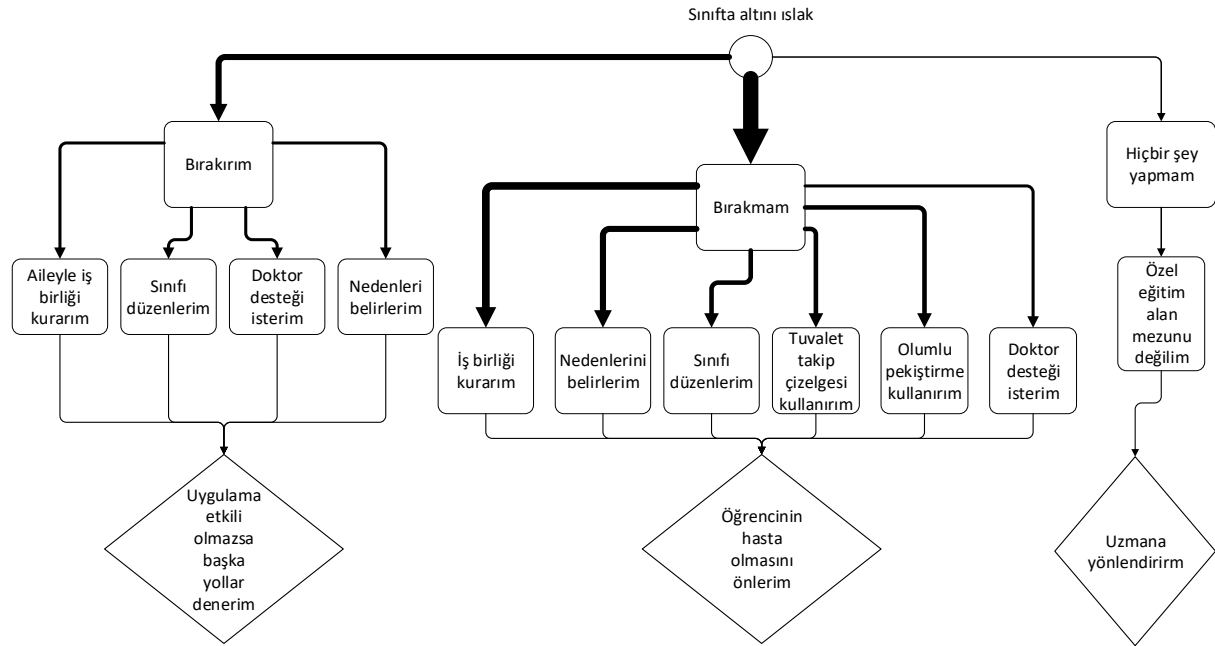 Sınıfta altını ıslak
Bırakırım
Bırakmam
Hiçbir şey
yapmam
Aileyle iş
birliği
kurarım
Sınıfı
düzenlerim
Doktor
desteği
isterim
Nedenleri
belirlerim
İş birliği
kurarım
Nedenlerini
belirlerim
Sınıfı
düzenlerim
Tuvalet
takip
çizelgesi
kullanırım
Olumlu
pekiştirme
kullanırım
Doktor
desteği
isterim
Özel
eğitim
alan
mezunu
değilim
Uygulama
etkili
olmazsa
başka
yollar
denerim
Öğrencinin
hasta
olmasını
önlerim
Uzmana
yönlendirirm